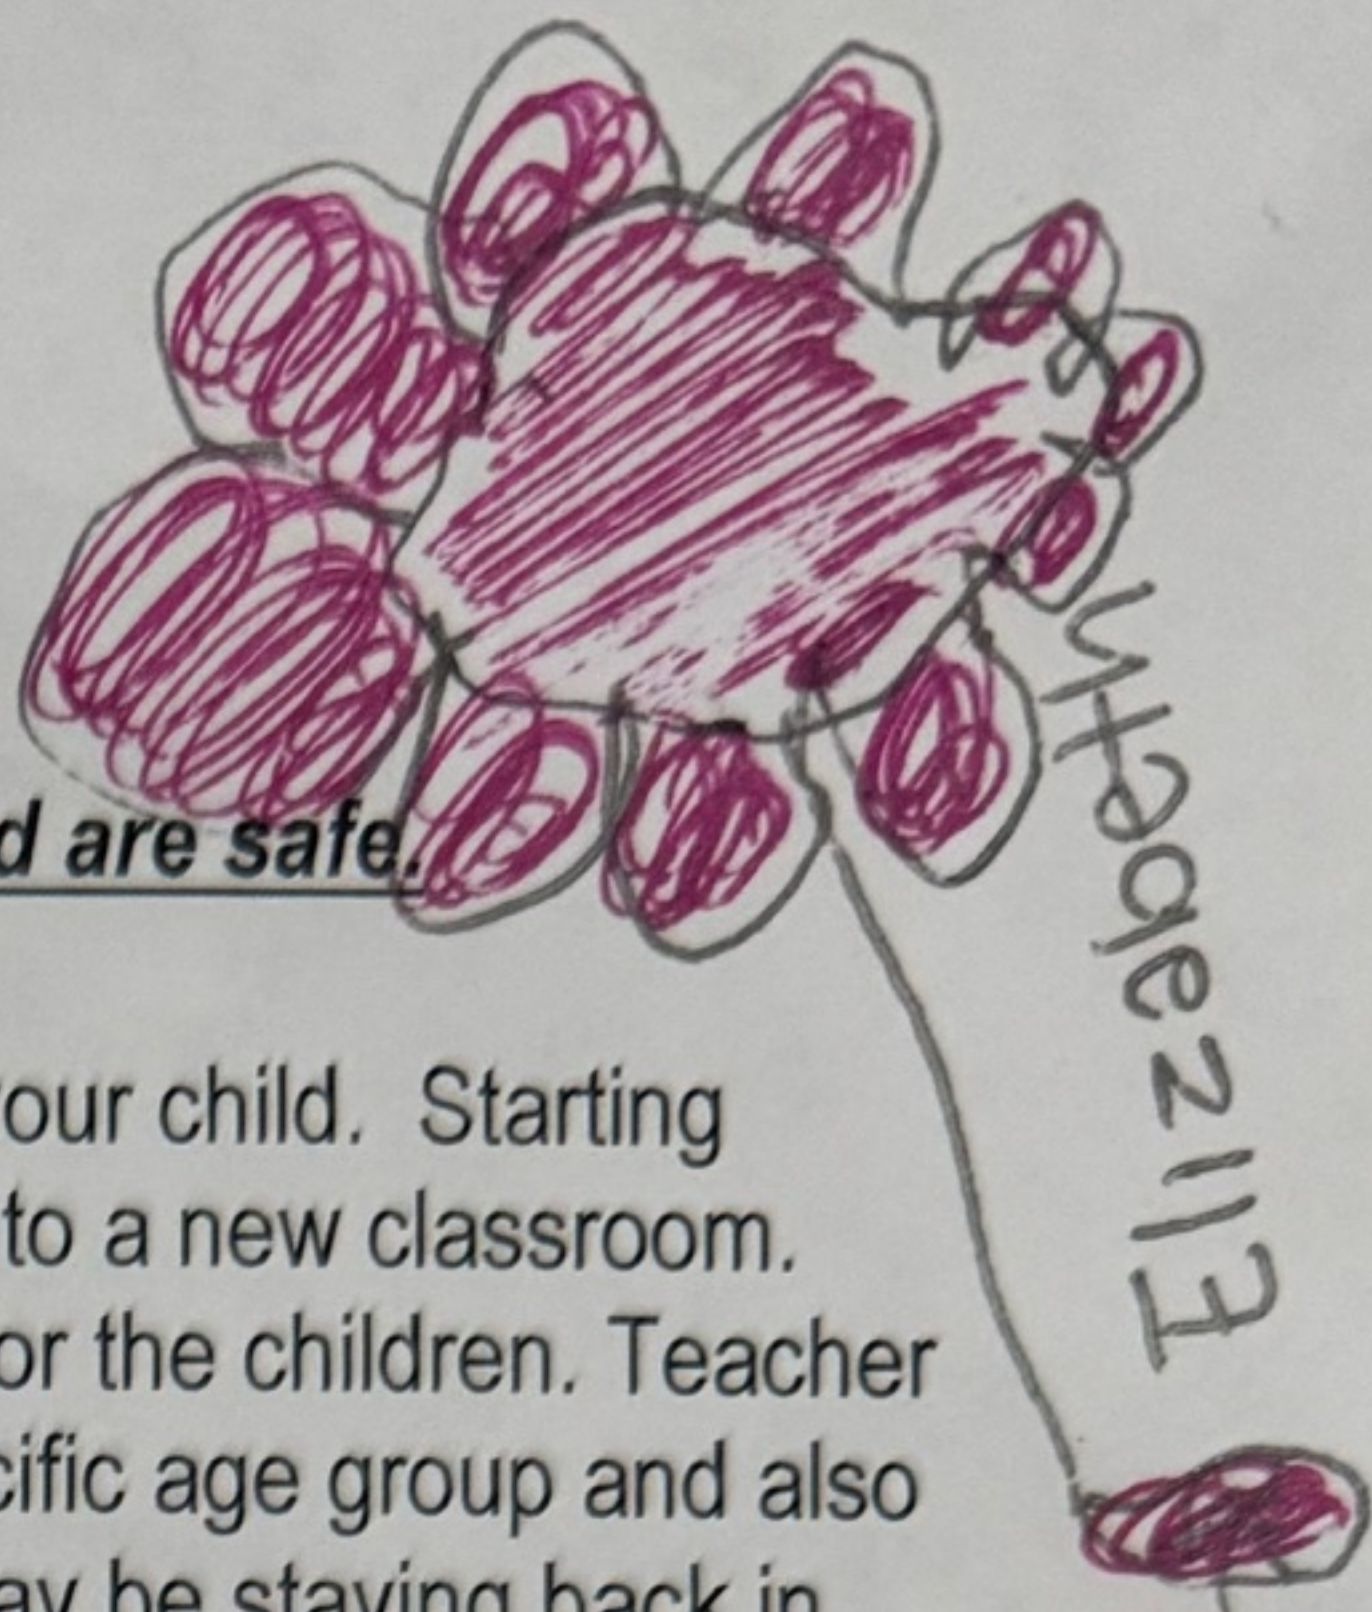 d are safe.
our child. Starting
to a new classroom.
or the children. Teacher
cific age group and also
ay be staying back in
Elizabeth